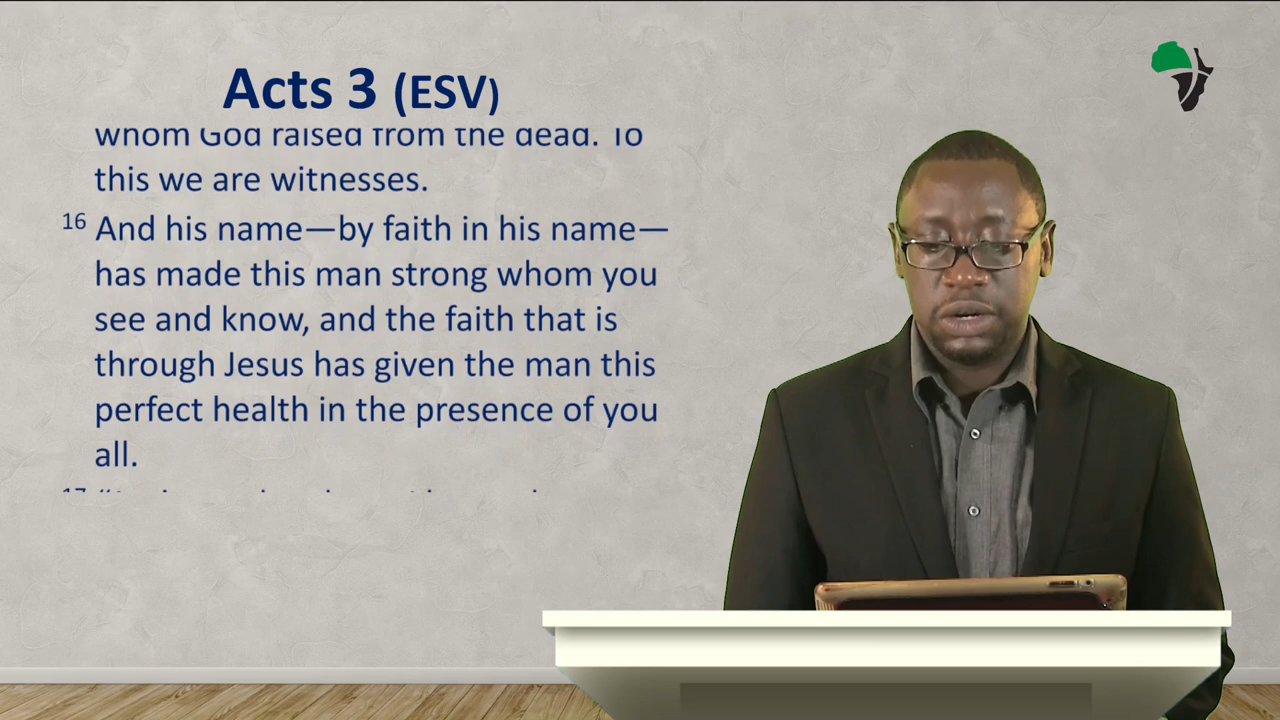 Acts 3 (ESV)
whom God raised from the dead. To
this we are witnesses.
16 And his name—by faith in his name—
has made this man strong whom you
see and know, and the faith that is
through Jesus has given the man this
perfect health in the presence of you
all.